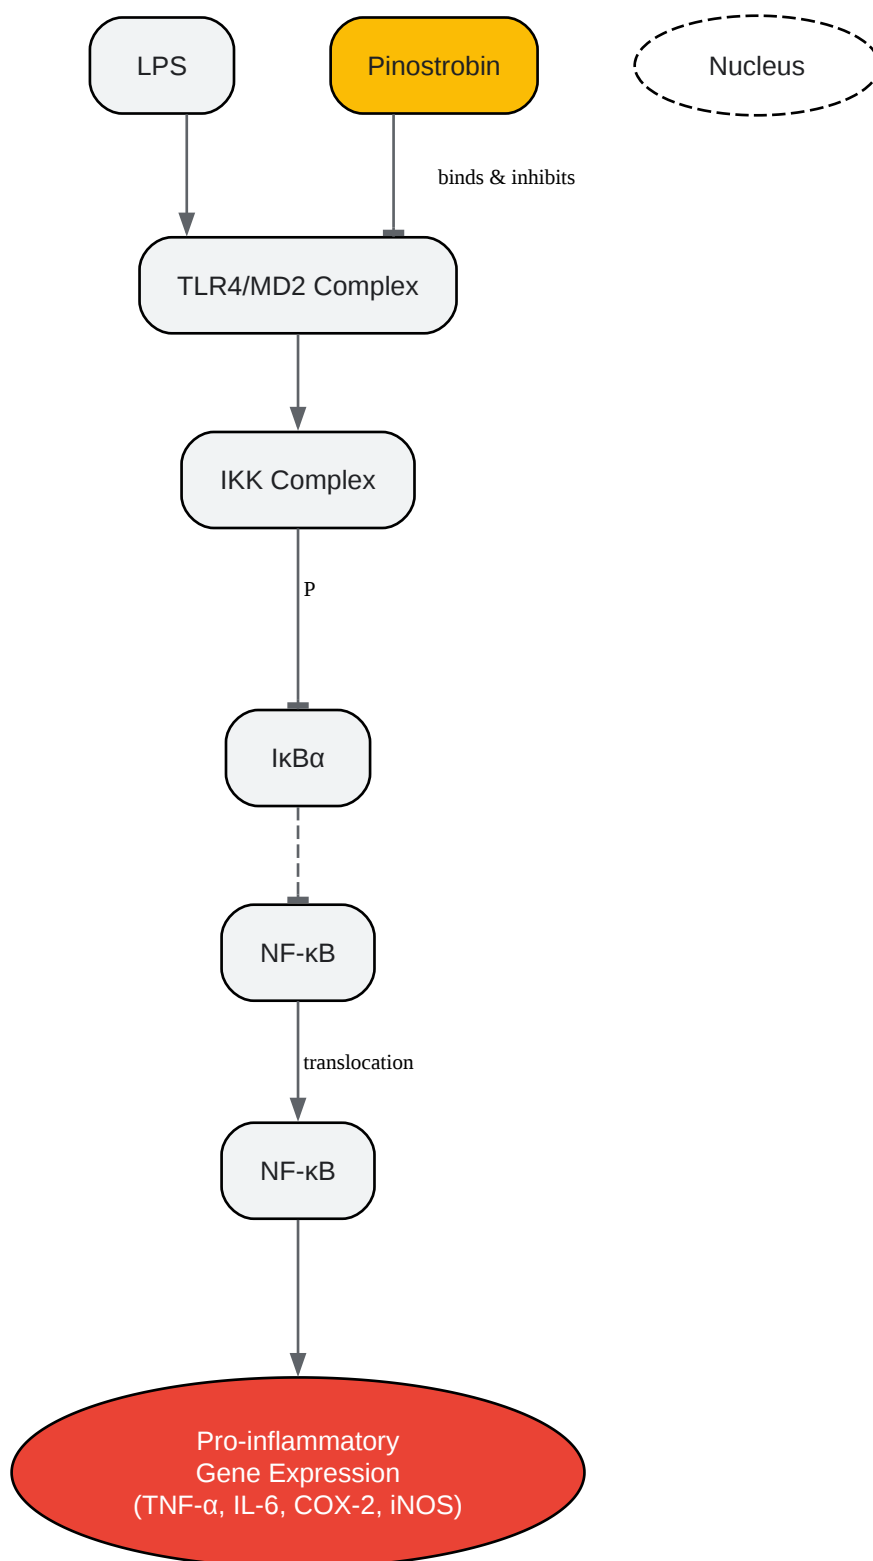 LPS
Pinostrobin
Nucleus
binds & inhibits
TLR4/MD2 Complex
IKK Complex
P
IκBα
NF-κB
translocation
NF-κB
Pro-inflammatory
Gene Expression
(TNF-α, IL-6, COX-2, iNOS)